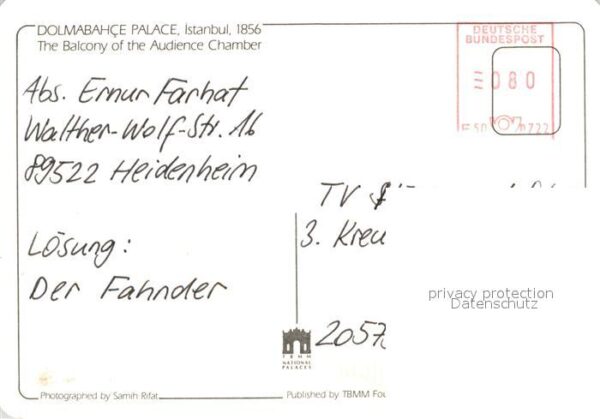 DOLMABAHÇE PALACE, İstanbul, 1856
The Balcony of the Audience Chamber
DEUTSCHE
BUNDESPOST
080
Abs. Ernur Farhat
Walther-Wolf-Str. 16
89522 Heidenheim
TV
3. Kreu
Lösung:
Der Fahnder
privacy protection
Datenschutz
2057
TBMM
NATIONAL
PALACES
Photographed by Samih Rifat
Published by TBMM Fou